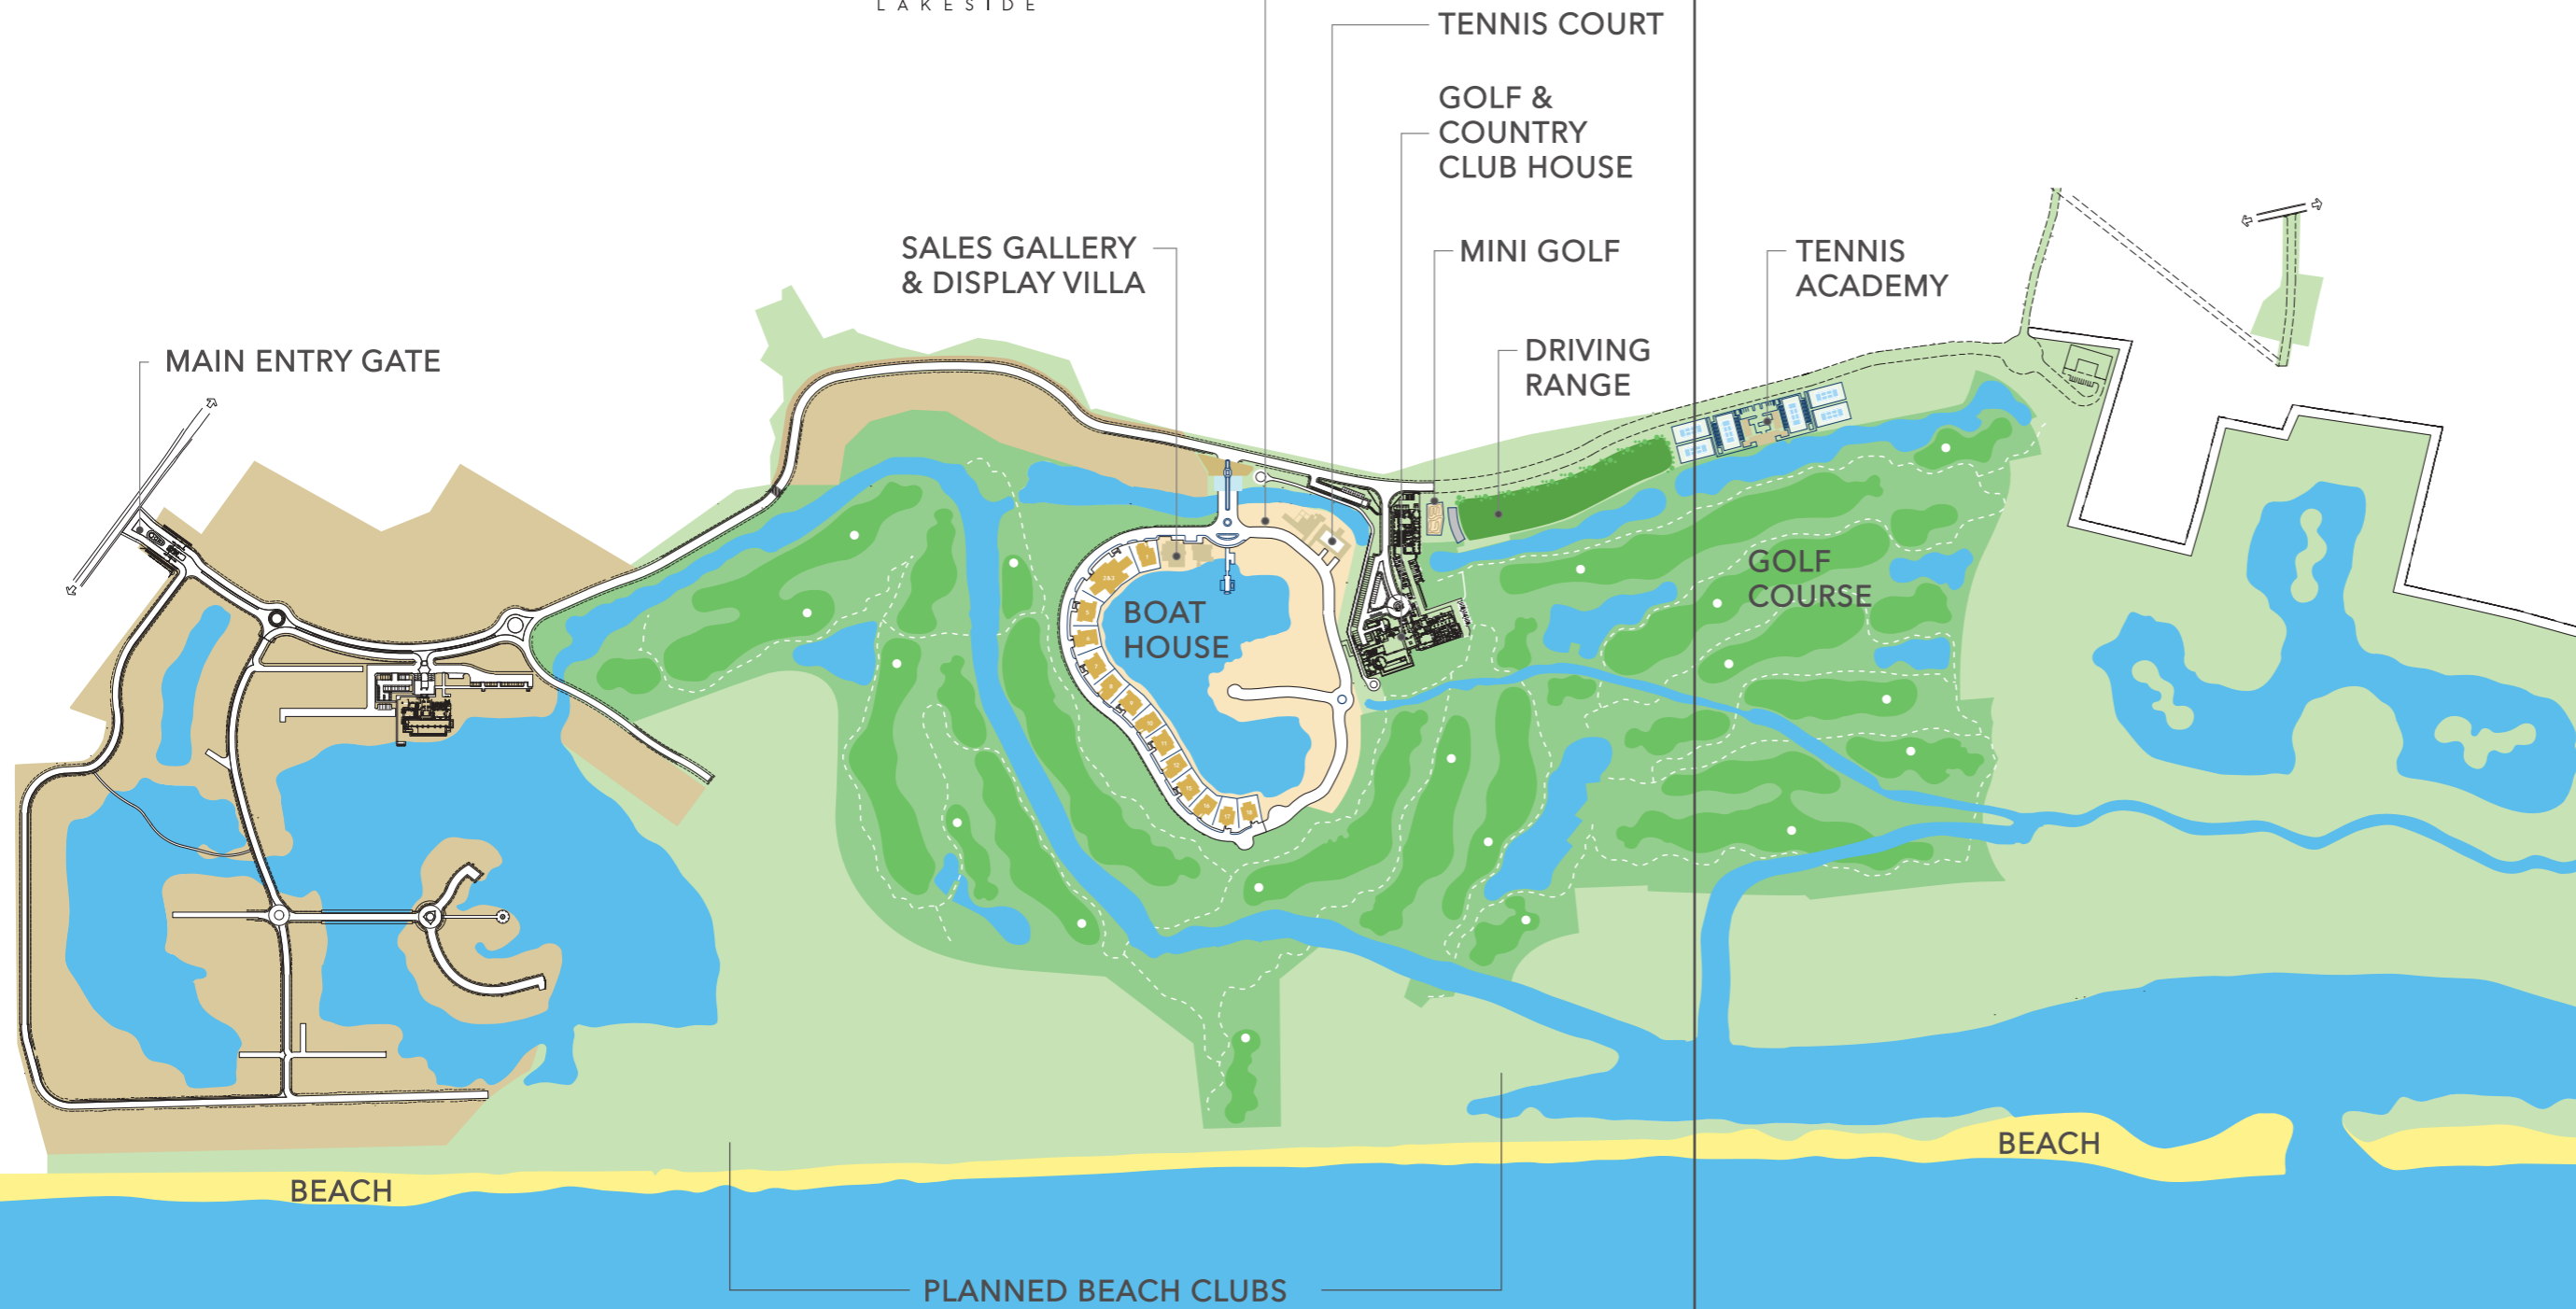 LAKESIDE
TENNIS COURT
GOLF &
COUNTRY
CLUB HOUSE
SALES GALLERY
& DISPLAY VILLA
MINI GOLF
TENNIS
ACADEMY
MAIN ENTRY GATE
DRIVING
RANGE
GOLF
COURSE
BOAT
HOUSE
BEACH
BEACH
PLANNED BEACH CLUBS